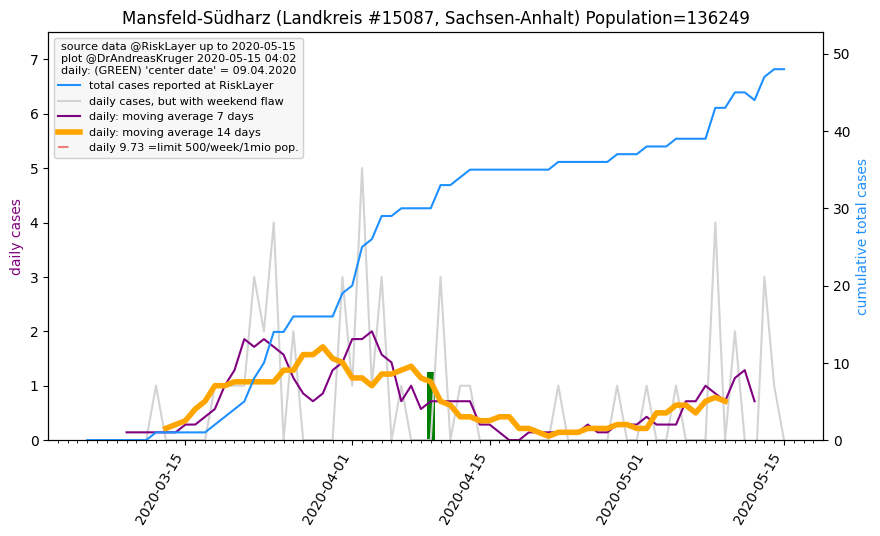 Mansfeld-Südharz (Landkreis #15087, Sachsen-Anhalt) Population=136249
source data @RiskLayer up to 2020-05-15
plot @DrAndreasKruger 2020-05-15 04:02
daily: (GREEN) 'center date' = 09.04.2020
total cases reported at RiskLayer
daily cases, but with weekend flaw
daily: moving average 7 days
daily: moving average 14 days
daily 9.73 =limit 500/week/1mio pop.
daily cases
7
6
5
4
3
2
1
0
cumulative total cases
50
40
30
20
10
0
2020-03-15
2020-04-01
2020-04-15
2020-05-01
2020-05-15